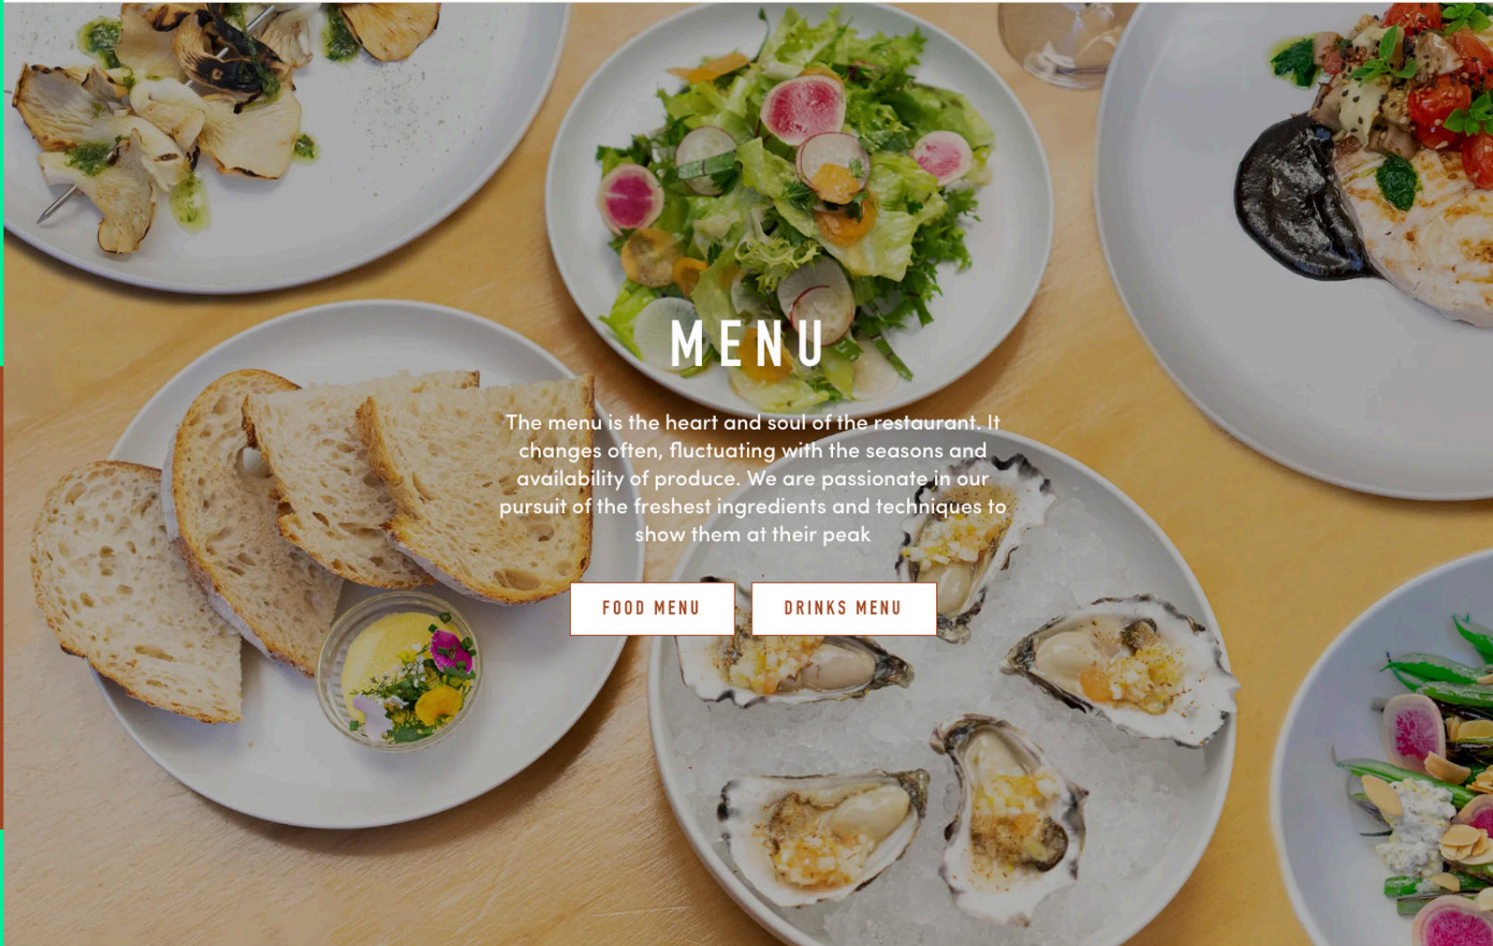 MENU
The menu is the heart and soul of the restaurant. It
changes often, fluctuating with the seasons and
availability of produce. We are passionate in our
pursuit of the freshest ingredients and techniques to
show them at their peak
FOOD MENU
DRINKS MENU